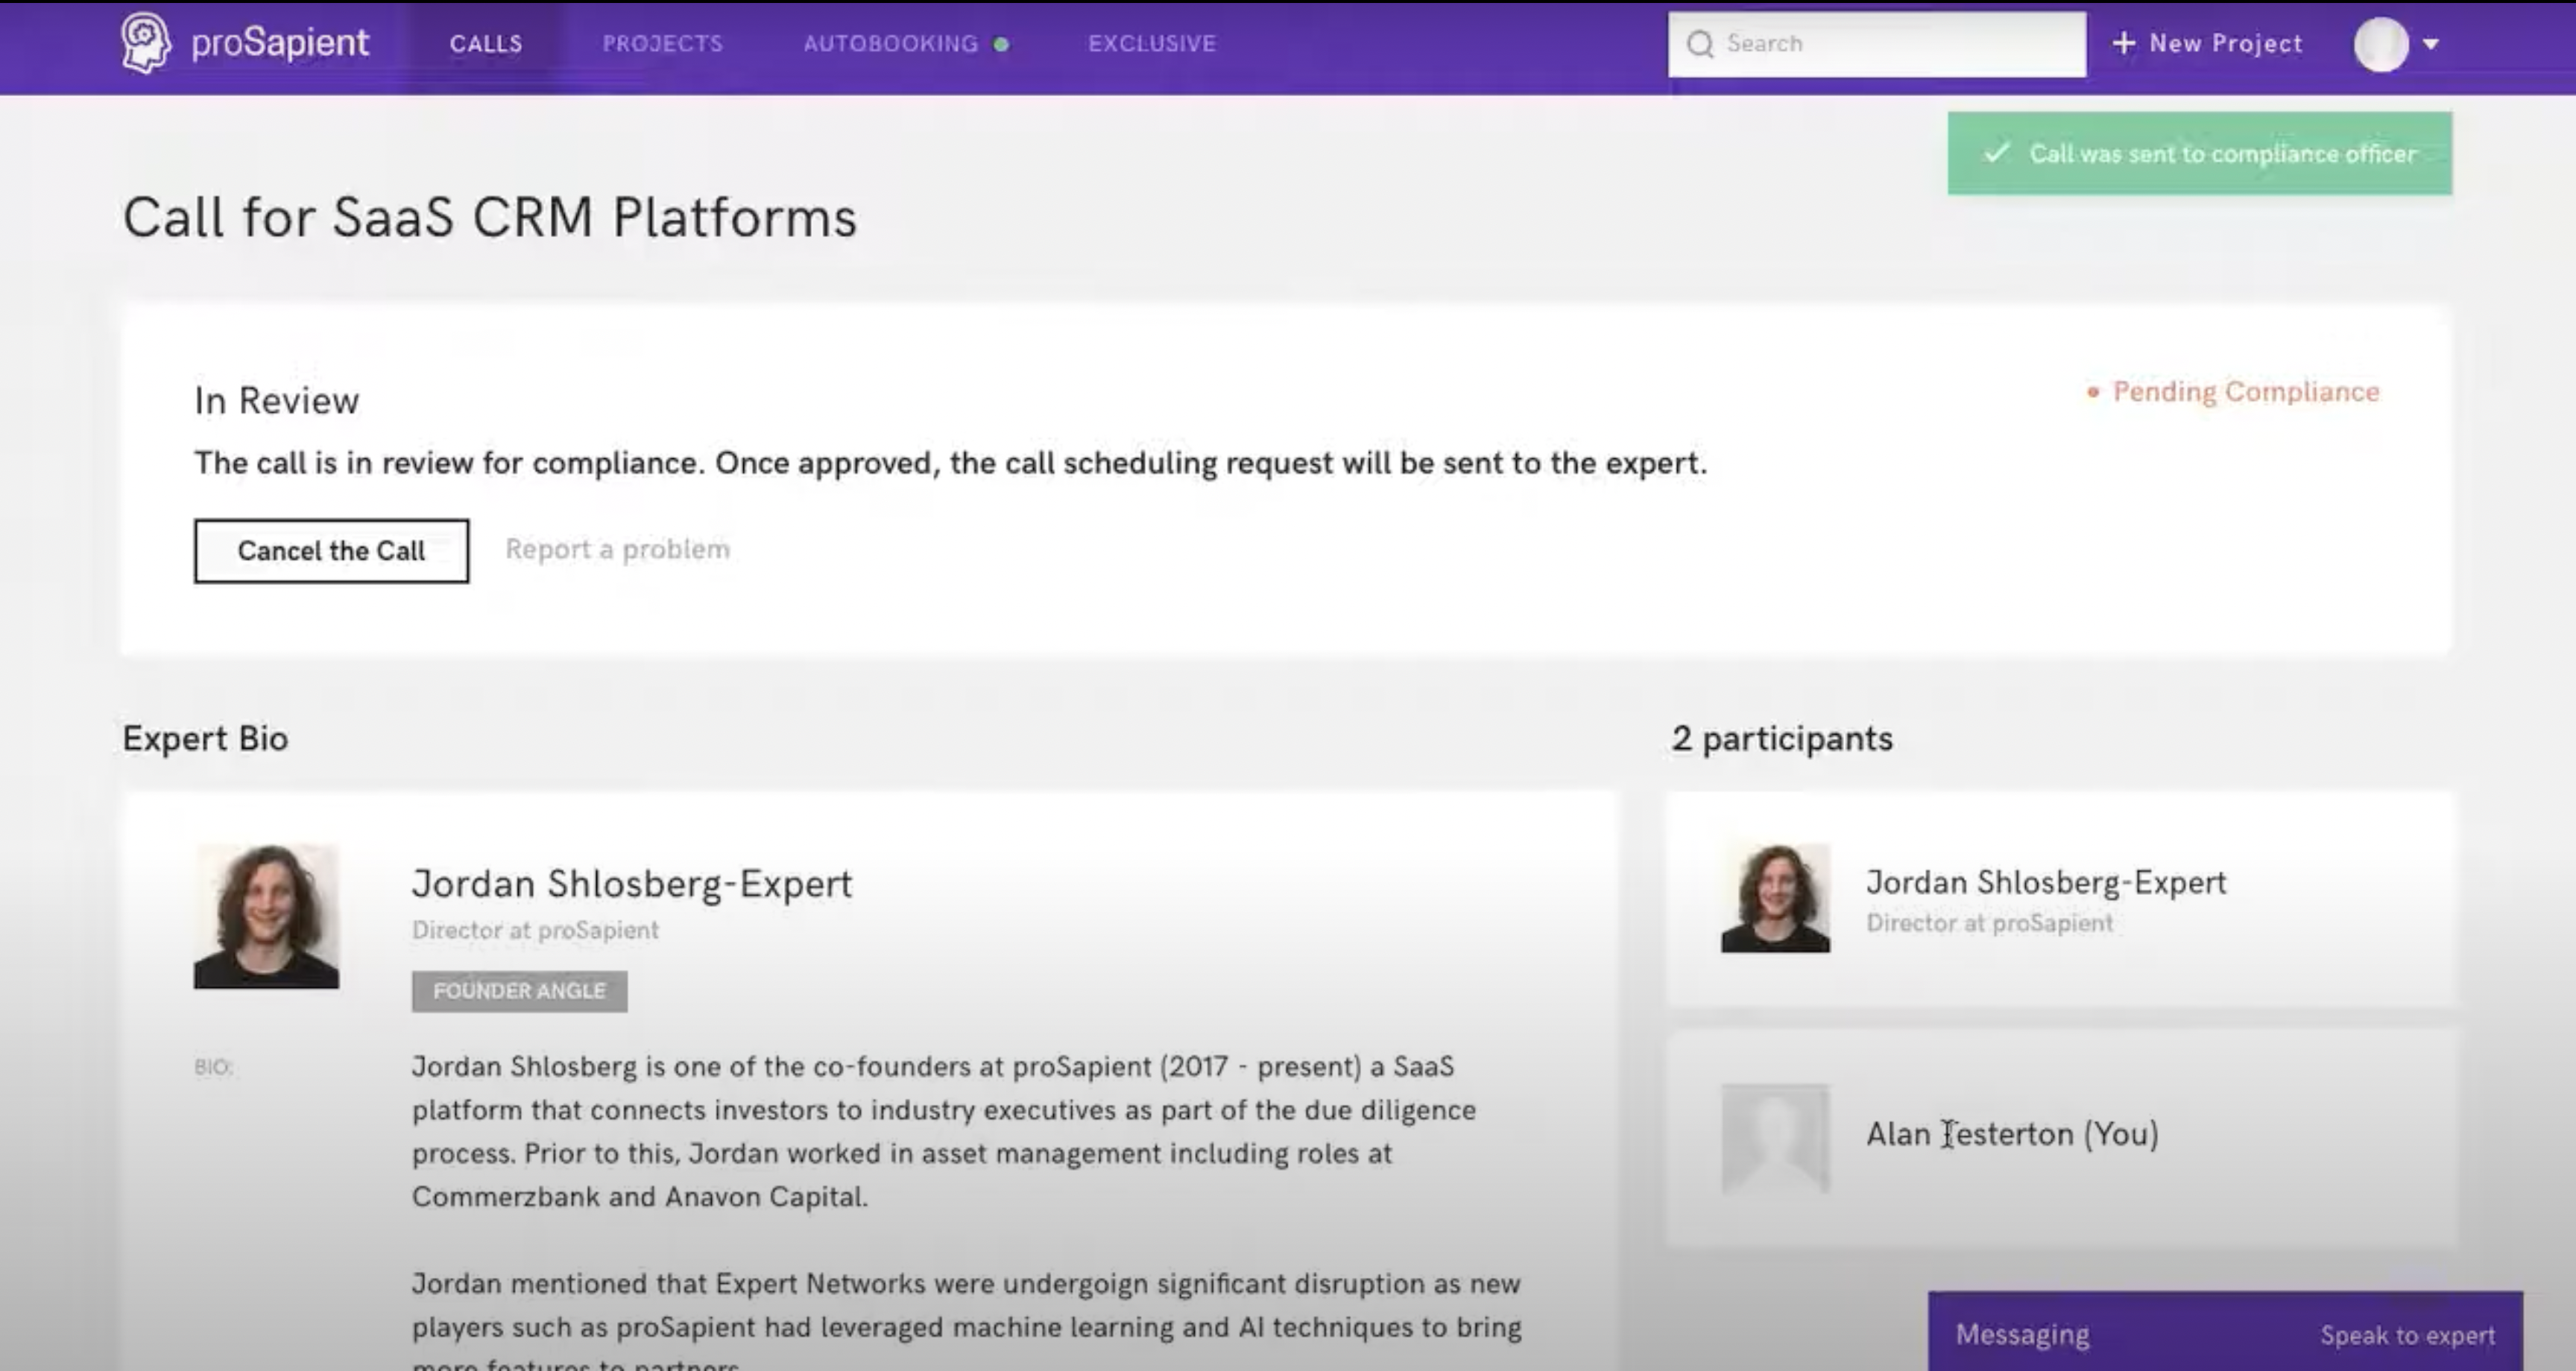 proSapient
CALLS
PROJECTS
AUTOBOOKING
EXCLUSIVE
Search
+ New Project
Call was sent to compliance officer
Call for SaaS CRM Platforms
In Review
Pending Compliance
The call is in review for compliance. Once approved, the call scheduling request will be sent to the expert.
Cancel the Call
Report a problem
Expert Bio
Jordan Shlosberg-Expert
Director at proSapient
FOUNDER ANGLE
BIO:
Jordan Shlosberg is one of the co-founders at proSapient (2017 - present) a SaaS
platform that connects investors to industry executives as part of the due diligence
process. Prior to this, Jordan worked in asset management including roles at
Commerzbank and Anavon Capital.
Jordan mentioned that Expert Networks were undergoign significant disruption as new
players such as proSapient had leveraged machine learning and AI techniques to bring
more features to partners.
2 participants
Jordan Shlosberg-Expert
Director at proSapient
Alan Testerton (You)
Messaging
Speak to expert